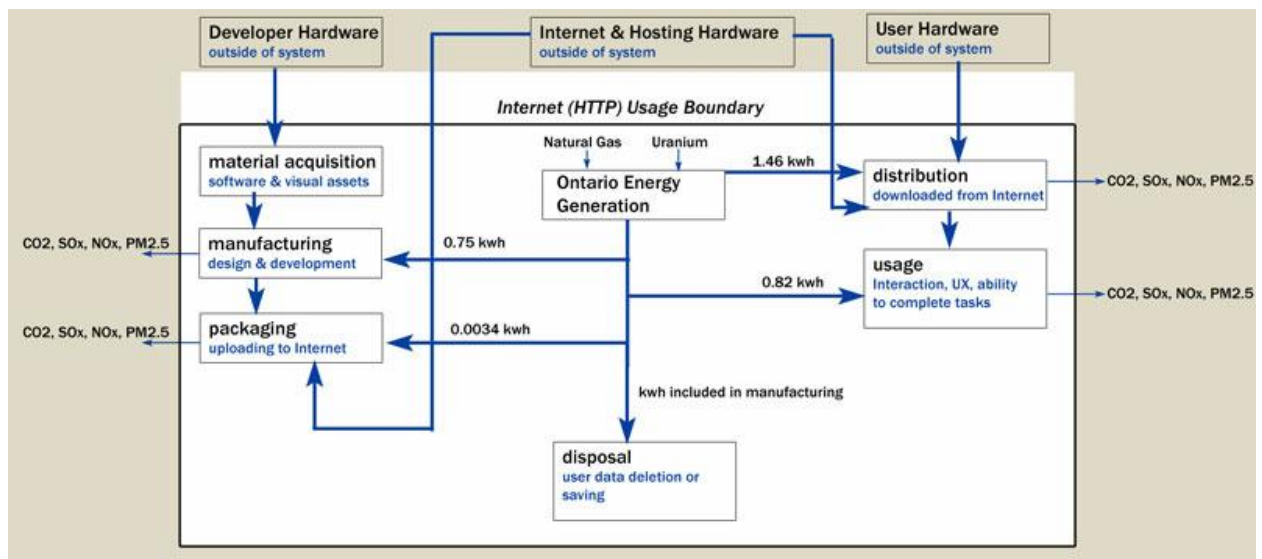 Developer Hardware
outside of system
Internet & Hosting Hardware
outside of system
User Hardware
outside of system
Internet (HTTP) Usage Boundary
material acquisition
software & visual assets
Natural Gas
Uranium
Ontario Energy
Generation
1.46 kwh
distribution
downloaded from Internet
CO2, SOx, NOx, PM2.5
CO2, SOx, NOx, PM2.5
manufacturing
design & development
0.75 kwh
0.82 kwh
usage
Interaction, UX, ability
to complete tasks
CO2, SOx, NOx, PM2.5
CO2, SOx, NOx, PM2.5
packaging
uploading to Internet
0.0034 kwh
kwh included in manufacturing
disposal
user data deletion or
saving